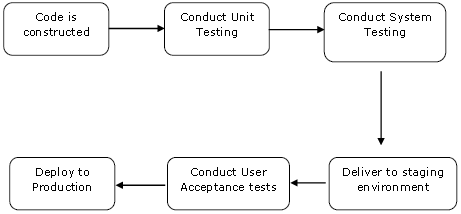 Code is
constructed
Conduct Unit
Testing
Conduct System
Testing
Deliver to staging
environment
Conduct User
Acceptance tests
Deploy to
Production